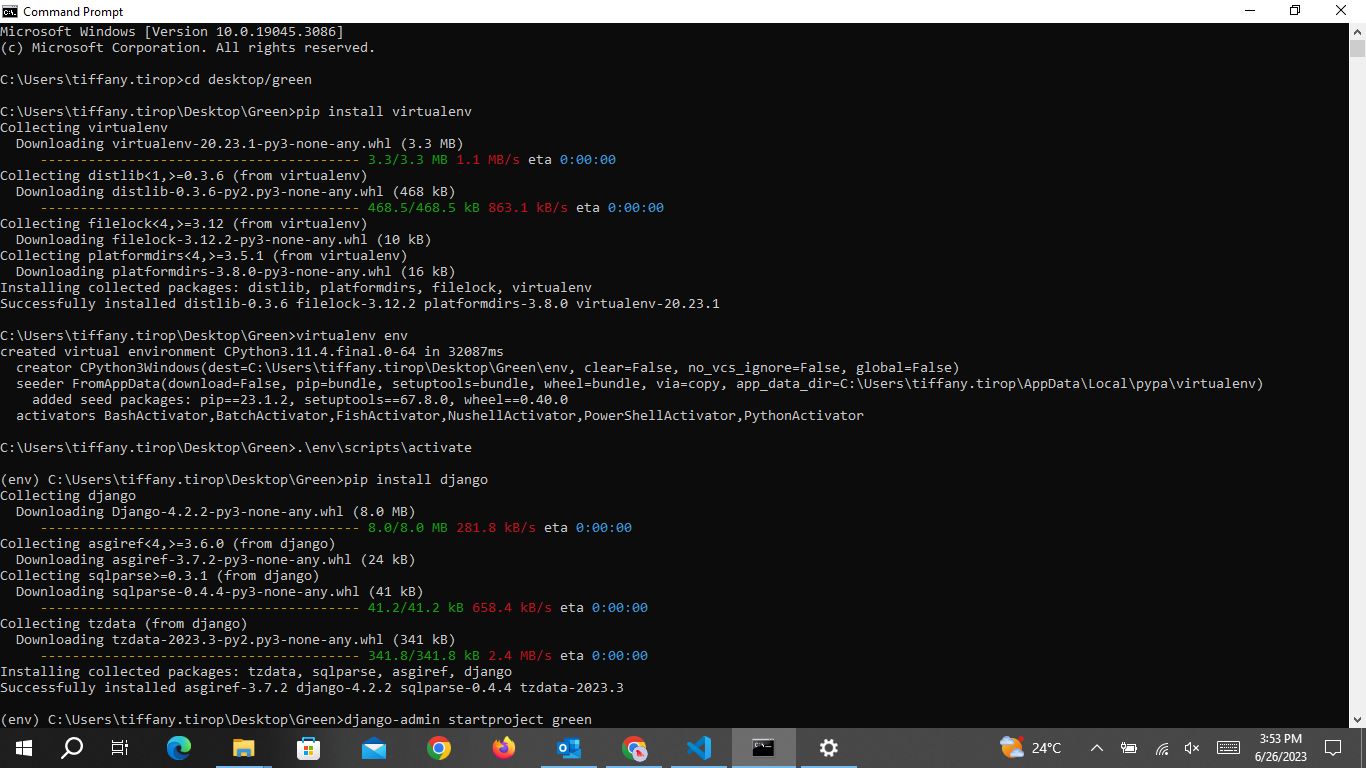 Command Prompt
Microsoft Windows [Version 10.0.19045.3086]
(c) Microsoft Corporation. All rights reserved.
C:\Users\tiffany.tirop>cd desktop/green
C:\Users\tiffany.tirop\Desktop\Green>pip install virtualenv
Collecting virtualenv
  Downloading virtualenv-20.23.1-py3-none-any.whl (3.3 MB)
     ---------------------------------------- 3.3/3.3 MB 1.1 MB/s eta 0:00:00
Collecting distlib<1,>=0.3.6 (from virtualenv)
  Downloading distlib-0.3.6-py2.py3-none-any.whl (468 kB)
     ---------------------------------------- 468.5/468.5 kB 863.1 kB/s eta 0:00:00
Collecting filelock<4,>=3.12 (from virtualenv)
  Downloading filelock-3.12.2-py3-none-any.whl (10 kB)
Collecting platformdirs<4,>=3.5.1 (from virtualenv)
  Downloading platformdirs-3.8.0-py3-none-any.whl (16 kB)
Installing collected packages: distlib, platformdirs, filelock, virtualenv
Successfully installed distlib-0.3.6 filelock-3.12.2 platformdirs-3.8.0 virtualenv-20.23.1
C:\Users\tiffany.tirop\Desktop\Green>virtualenv env
created virtual environment CPython3.11.4.final.0-64 in 32087ms
  creator CPython3Windows(dest=C:\Users\tiffany.tirop\Desktop\Green\env, clear=False, no_vcs_ignore=False, global=False)
  seeder FromAppData(download=False, pip=bundle, setuptools=bundle, wheel=bundle, via=copy, app_data_dir=C:\Users\tiffany.tirop\AppData\Local\pypa\virtualenv)
    added seed packages: pip==23.1.2, setuptools==67.8.0, wheel==0.40.0
  activators BashActivator,BatchActivator,FishActivator,NushellActivator,PowerShellActivator,PythonActivator
C:\Users\tiffany.tirop\Desktop\Green>.\env\scripts\activate
(env) C:\Users\tiffany.tirop\Desktop\Green>pip install django
Collecting django
  Downloading Django-4.2.2-py3-none-any.whl (8.0 MB)
     ---------------------------------------- 8.0/8.0 MB 281.8 kB/s eta 0:00:00
Collecting asgiref<4,>=3.6.0 (from django)
  Downloading asgiref-3.7.2-py3-none-any.whl (24 kB)
Collecting sqlparse>=0.3.1 (from django)
  Downloading sqlparse-0.4.4-py3-none-any.whl (41 kB)
     ---------------------------------------- 41.2/41.2 kB 658.4 kB/s eta 0:00:00
Collecting tzdata (from django)
  Downloading tzdata-2023.3-py2.py3-none-any.whl (341 kB)
     ---------------------------------------- 341.8/341.8 kB 2.4 MB/s eta 0:00:00
Installing collected packages: tzdata, sqlparse, asgiref, django
Successfully installed asgiref-3.7.2 django-4.2.2 sqlparse-0.4.4 tzdata-2023.3
(env) C:\Users\tiffany.tirop\Desktop\Green>django-admin startproject green
24°C
3:53 PM
6/26/2023